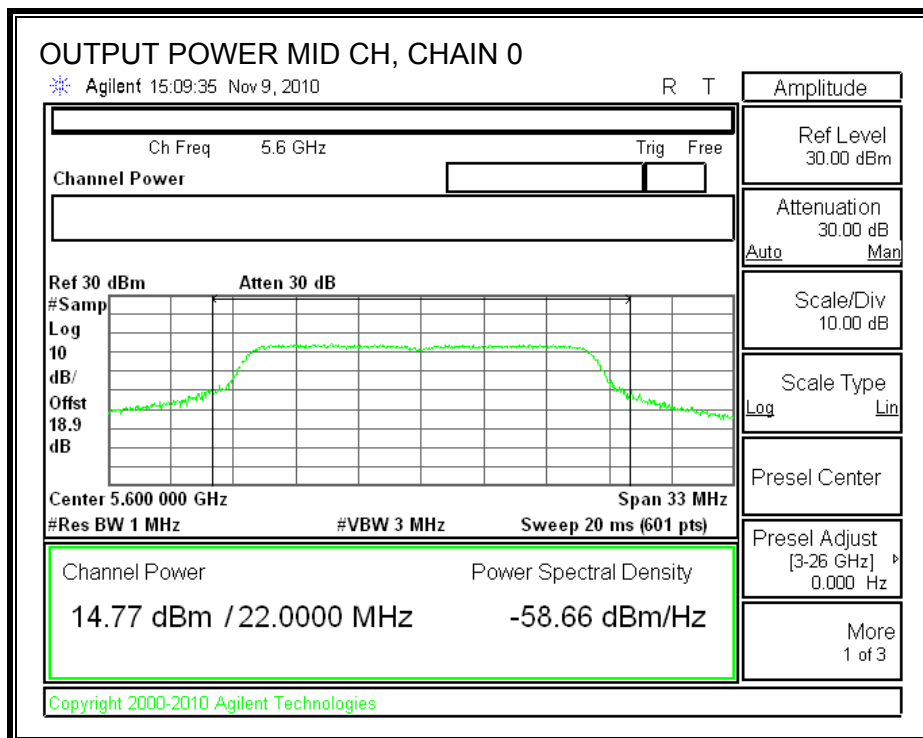 OUTPUT POWER MID CH, CHAIN 0
Agilent 15:09:35 Nov 9, 2010 R T
Ch Freq 5.6 GHz Trig Free
Channel Power
Ref 30 dBm Atten 30 dB
#Samp
Log
10
dB/
Offst
18.9
dB
Center 5.600 000 GHz Span 33 MHz
#Res BW 1 MHz #VBW 3 MHz Sweep 20 ms (601 pts)
Channel Power Power Spectral Density
14.77 dBm / 22.0000 MHz -58.66 dBm/Hz
Copyright 2000-2010 Agilent Technologies
Amplitude
Ref Level
30.00 dBm
Attenuation
30.00 dB
Auto Man
Scale/Div
10.00 dB
Scale Type
Log Lin
Presel Center
Presel Adjust
[3-26 GHz]
0.000 Hz
More
1 of 3